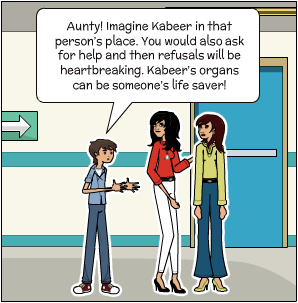 Aunty! Imagine Kabeer in that
person's place. You would also ask
for help and then refusals will be
heartbreaking. Kabeer's organs
can be someone's life saver!